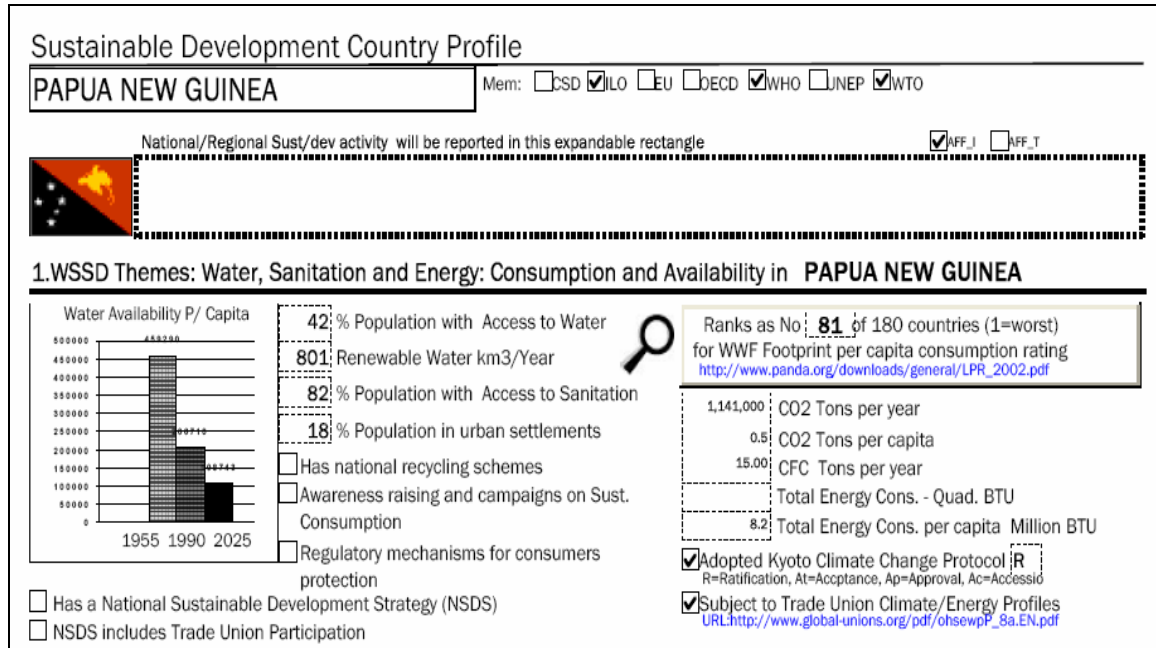 Sustainable Development Country Profile
PAPUA NEW GUINEA
Mem: CSD ILO EU OECD WHO UNEP WTO
National/Regional Sust/dev activity will be reported in this expandable rectangle
AFF_I AFF_T
1.WSSD Themes: Water, Sanitation and Energy: Consumption and Availability in PAPUA NEW GUINEA
Water Availability P/ Capita
500000
450000
400000
350000
300000
250000
200000
150000
100000
50000
0
1955 1990 2025
42 % Population with Access to Water
801 Renewable Water km3/Year
82 % Population with Access to Sanitation
18 % Population in urban settlements
Has national recycling schemes
Awareness raising and campaigns on Sust.
Consumption
Regulatory mechanisms for consumers
protection
Has a National Sustainable Development Strategy (NSDS)
NSDS includes Trade Union Participation
Ranks as No 81 of 180 countries (1=worst)
for WWF Footprint per capita consumption rating
http://www.panda.org/downloads/general/LPR_2002.pdf
1,141,000 CO2 Tons per year
0.5 CO2 Tons per capita
15.00 CFC Tons per year
Total Energy Cons. - Quad. BTU
8.2 Total Energy Cons. per capita Million BTU
Adopted Kyoto Climate Change Protocol R
R=Ratification, At=Accptance, Ap=Approval, Ac=Accessio
Subject to Trade Union Climate/Energy Profiles
URL:http://www.global-unions.org/pdf/ohsewpP_8a.EN.pdf